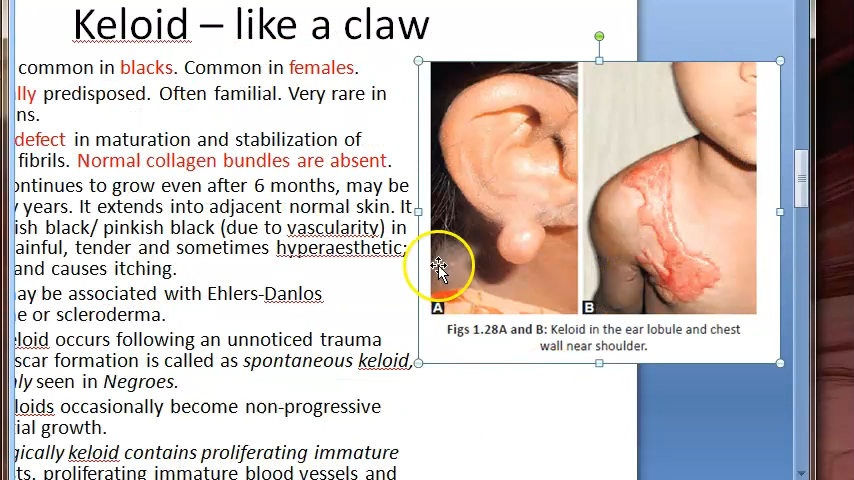 Keloid – like a claw
common in blacks. Common in females.
lly predisposed. Often familial. Very rare in
ns.
defect in maturation and stabilization of
fibrils. Normal collagen bundles are absent.
ontinues to grow even after 6 months, may be
years. It extends into adjacent normal skin. It
ish black/ pinkish black (due to vascularity) in
ainful, tender and sometimes hyperaesthetic;
and causes itching.
ay be associated with Ehlers-Danlos
e or scleroderma.
eloid occurs following an unnoticed trauma
scar formation is called as spontaneous keloid,
ly seen in Negroes.
loids occasionally become non-progressive
ial growth.
gically keloid contains proliferating immature
ts, proliferating immature blood vessels and
A
B
Figs 1.28A and B: Keloid in the ear lobule and chest
wall near shoulder.